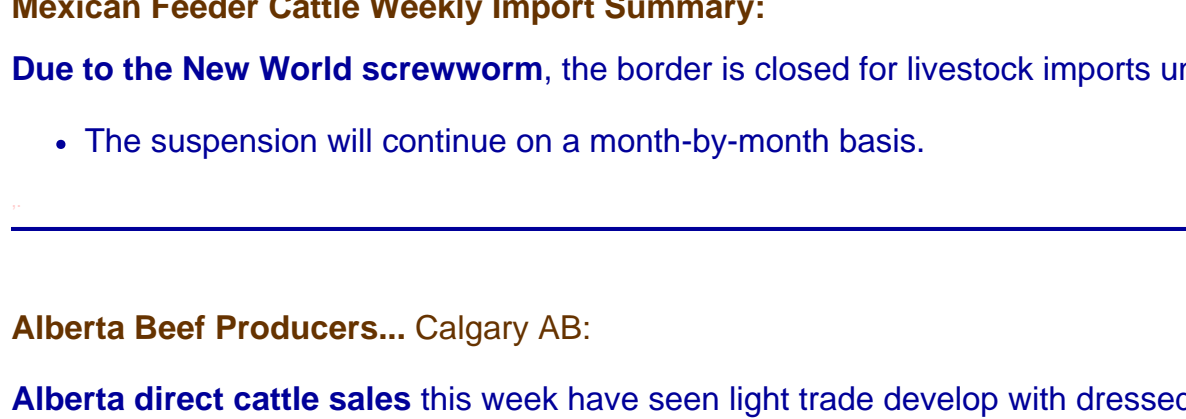 Mexican Feeder Cattle Weekly Import Summary:
Due to the New World screwworm, the border is closed for livestock imports
• The suspension will continue on a month-by-month basis.
Alberta Beef Producers... Calgary AB:
Alberta direct cattle sales this week have seen light trade develop with dressed